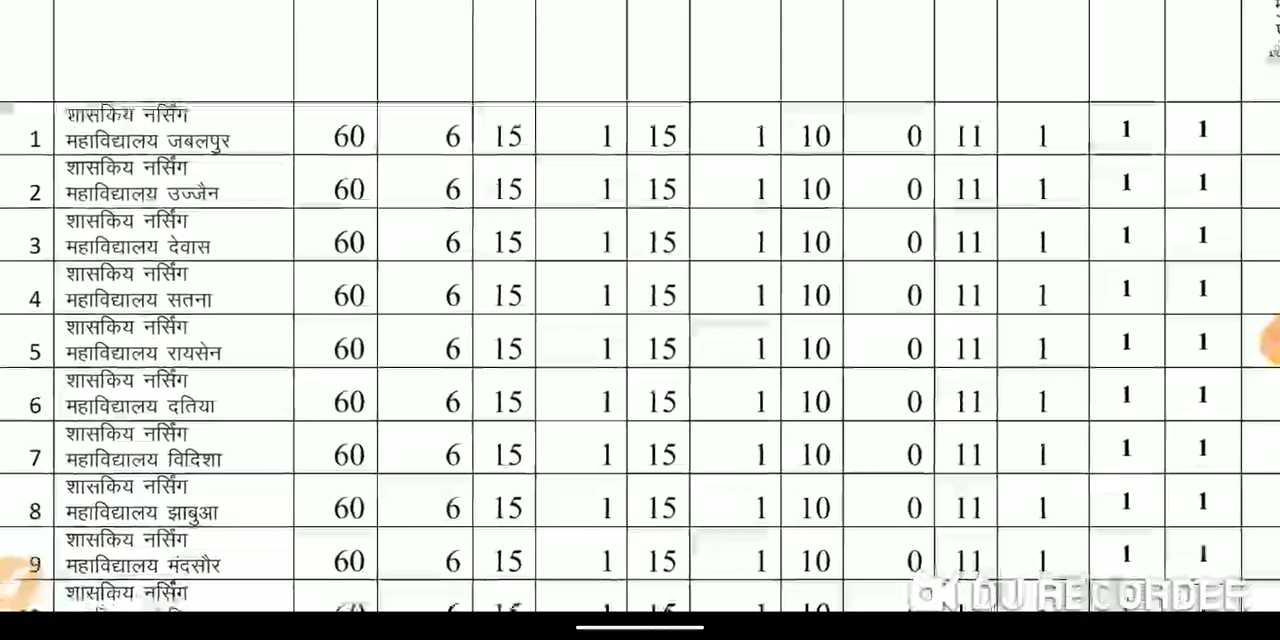 शासकिय नर्सिंग
1 महाविद्यालय जबलपुर 60 6 15 1 15 1 10 0 11 1 1 1
शासकिय नर्सिंग
2 महाविद्यालय उज्जैन 60 6 15 1 15 1 10 0 11 1 1 1
शासकिय नर्सिंग
3 महाविद्यालय देवास 60 6 15 1 15 1 10 0 11 1 1 1
शासकिय नर्सिंग
4 महाविद्यालय सतना 60 6 15 1 15 1 10 0 11 1 1 1
शासकिय नर्सिंग
5 महाविद्यालय रायसेन 60 6 15 1 15 1 10 0 11 1 1 1
शासकिय नर्सिंग
6 महाविद्यालय दतिया 60 6 15 1 15 1 10 0 11 1 1 1
शासकिय नर्सिंग
7 महाविद्यालय विदिशा 60 6 15 1 15 1 10 0 11 1 1 1
शासकिय नर्सिंग
8 महाविद्यालय झाबुआ 60 6 15 1 15 1 10 0 11 1 1 1
शासकिय नर्सिंग
9 महाविद्यालय मंदसौर 60 6 15 1 15 1 10 0 11 1 1 1
शासकिय नर्सिंग
DU RECORDER